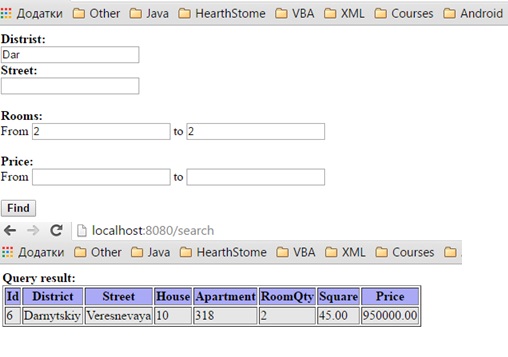 Додатки Other Java HearthStome VBA XML Courses Android
Distrist:
Dar
Street:
Rooms:
From 2 to 2
Price:
From to
Find
localhost:8080/search
Додатки Other Java HearthStome VBA XML Courses
Query result:
Id District Street House Apartment RoomQty Square Price
6 Darnytskiy Veresnevaya 10 318 2 45.00 950000.00